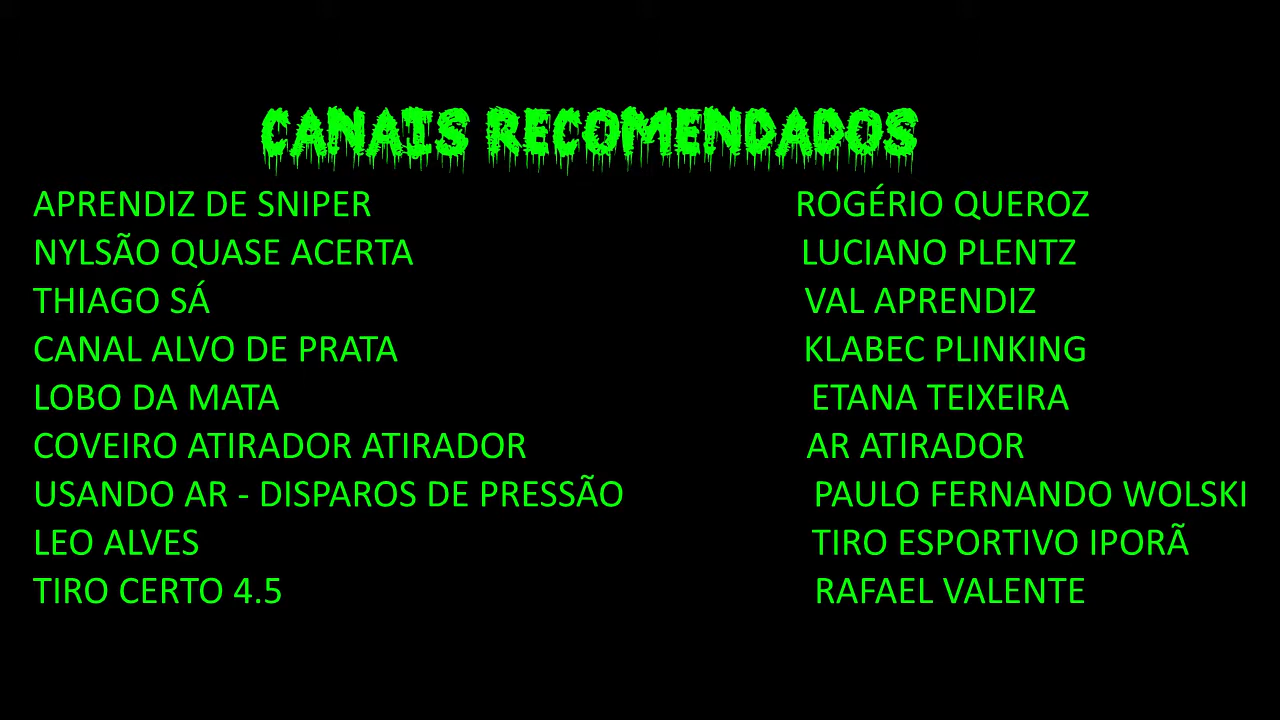 CANAIS RECOMENDADOS
APRENDIZ DE SNIPER ROGÉRIO QUEROZ
NYLSÃO QUASE ACERTA LUCIANO PLENTZ
THIAGO SÁ VAL APRENDIZ
CANAL ALVO DE PRATA KLABEC PLINKING
LOBO DA MATA ETANA TEIXEIRA
COVEIRO ATIRADOR ATIRADOR AR ATIRADOR
USANDO AR - DISPAROS DE PRESSÃO PAULO FERNANDO WOLSKI
LEO ALVES TIRO ESPORTIVO IPORÃ
TIRO CERTO 4.5 RAFAEL VALENTE